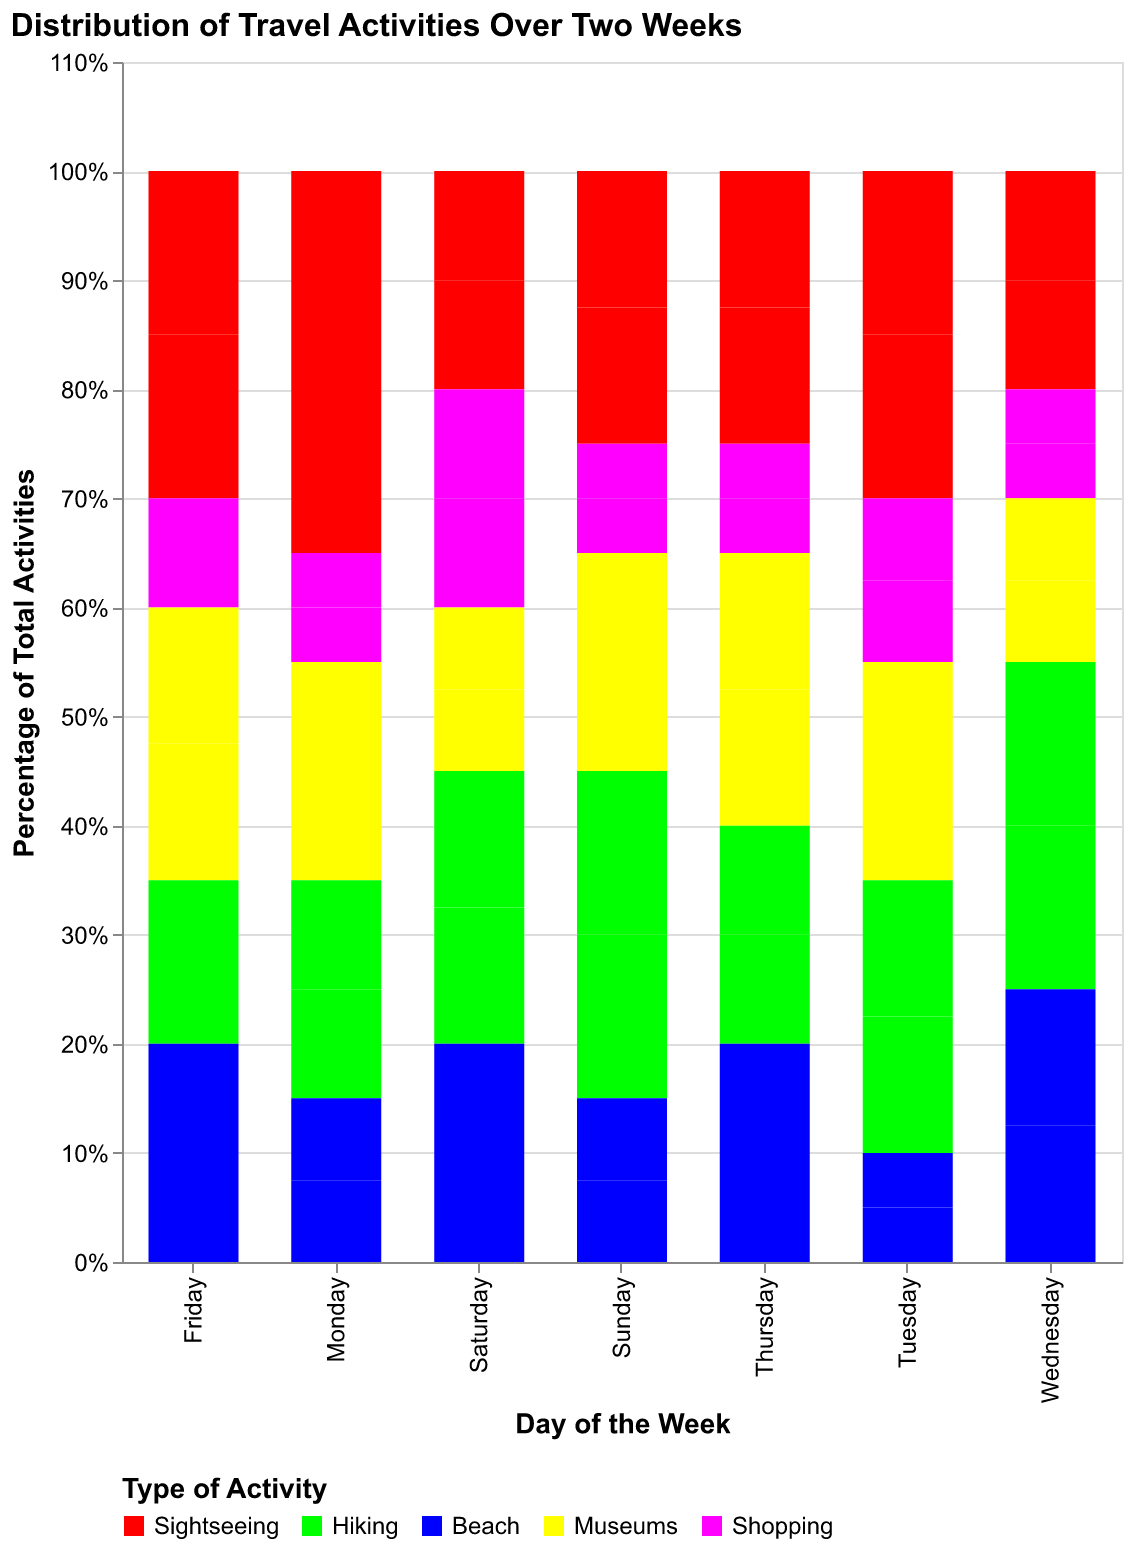 Distribution of Travel Activities Over Two Weeks
110%
100%
90%
80%
70%
60%
50%
40%
30%
20%
10%
0%
Percentage of Total Activities
Friday
Monday
Saturday
Sunday
Thursday
Tuesday
Wednesday
Day of the Week
Type of Activity
Sightseeing Hiking Beach Museums Shopping